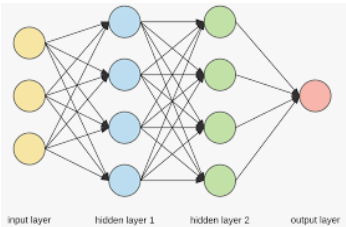 input layer
hidden layer 1
hidden layer 2
output layer